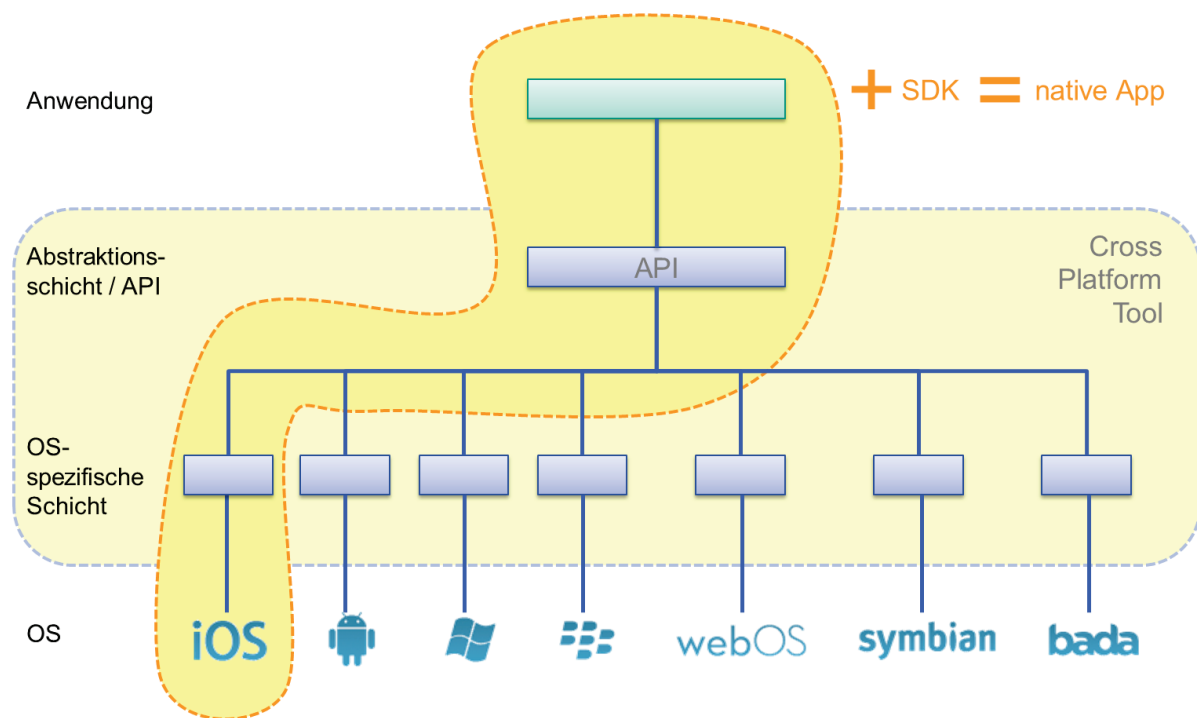 Anwendung
+ SDK = native App
Abstraktions-
schicht / API
API
Cross
Platform
Tool
OS-
spezifische
Schicht
OS
iOS
webOS
symbian
bada